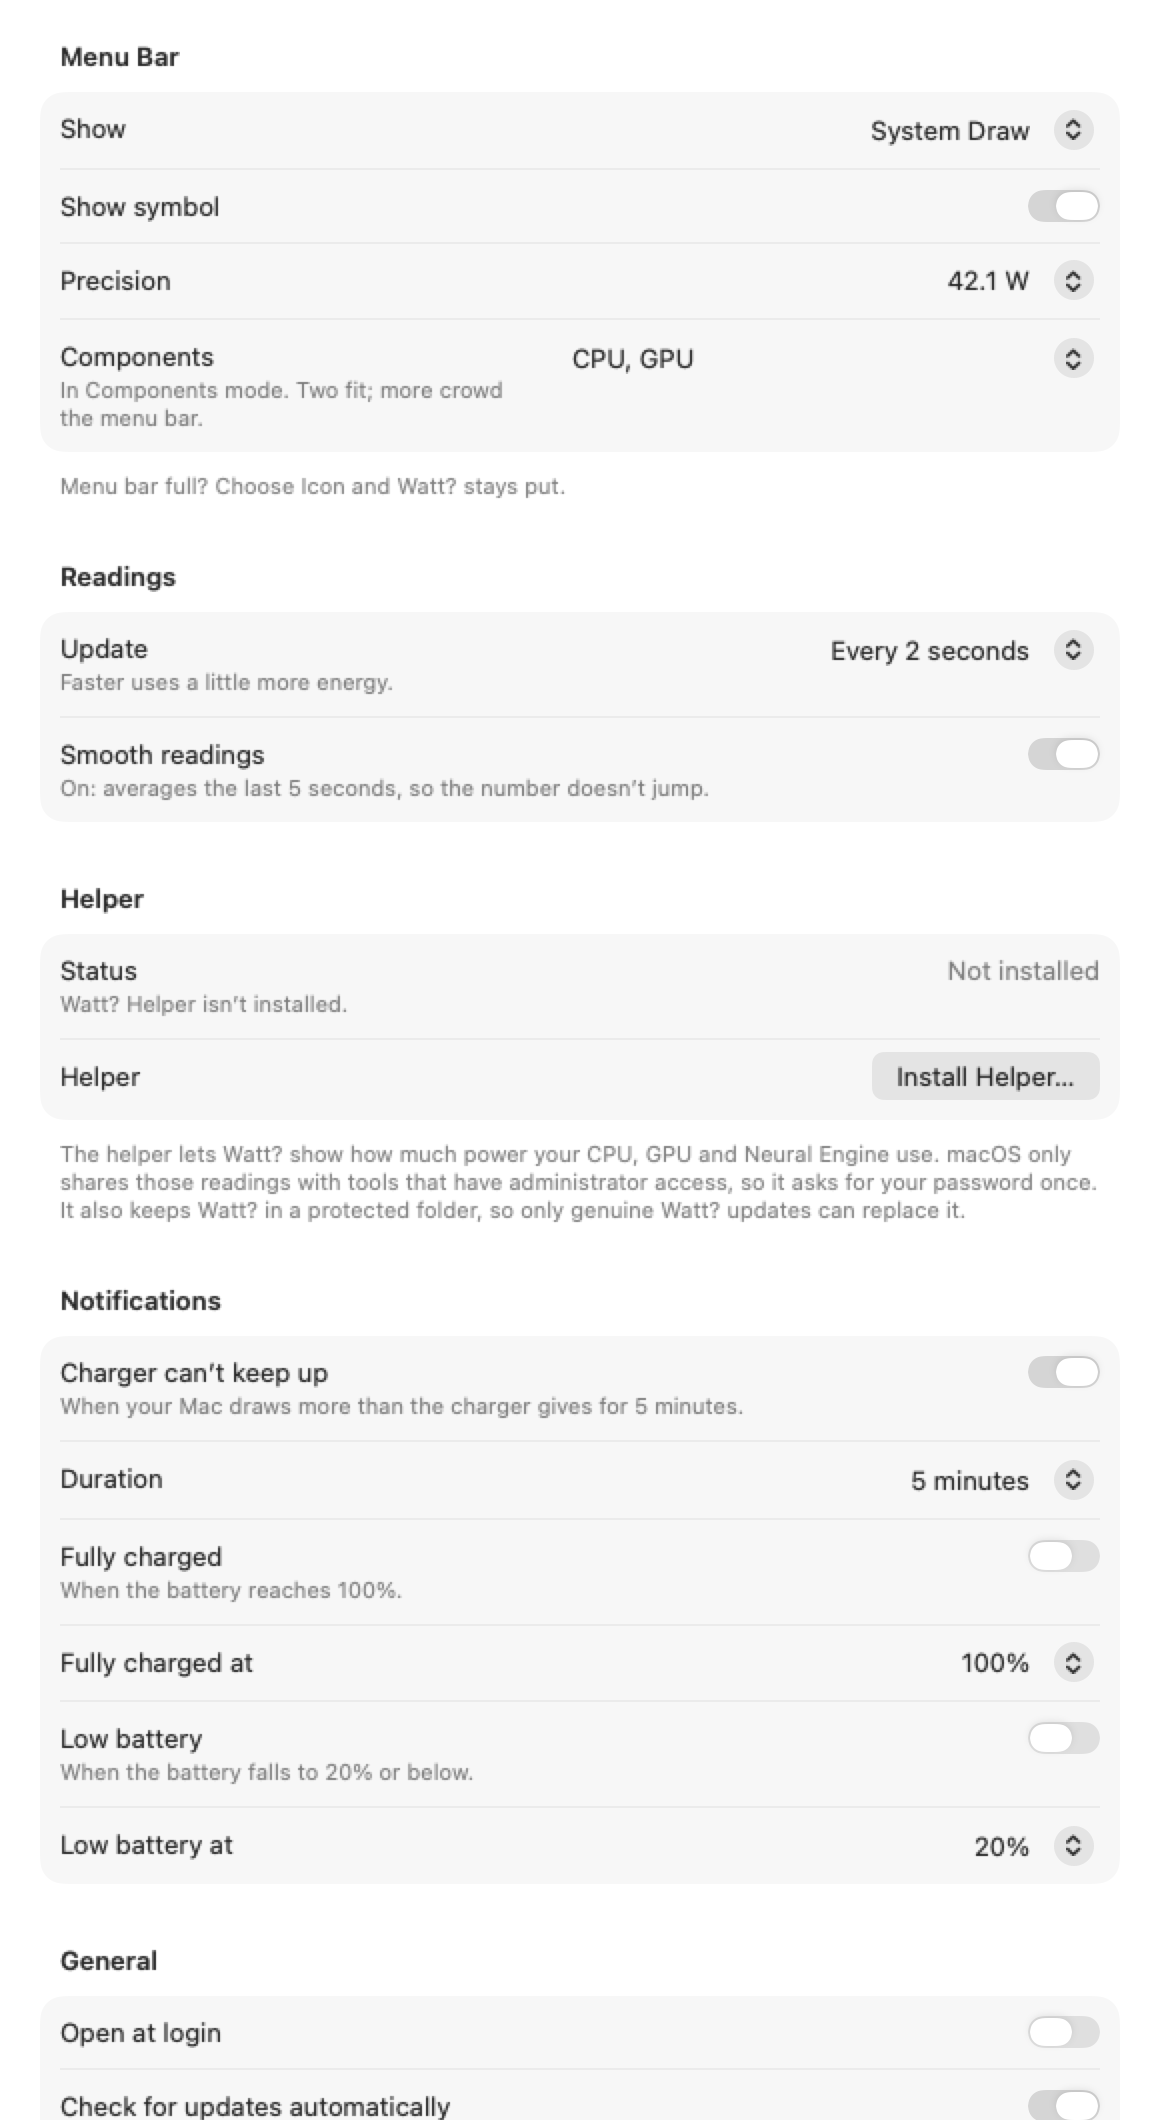 Menu Bar
Show
System Draw
Show symbol
Precision
42.1 W
Components
CPU, GPU
In Components mode. Two fit; more crowd
the menu bar.
Menu bar full? Choose Icon and Watt? stays put.
Readings
Update
Every 2 seconds
Faster uses a little more energy.
Smooth readings
On: averages the last 5 seconds, so the number doesn’t jump.
Helper
Status
Not installed
Watt? Helper isn’t installed.
Helper
Install Helper...
The helper lets Watt? show how much power your CPU, GPU and Neural Engine use. macOS only
shares those readings with tools that have administrator access, so it asks for your password once.
It also keeps Watt? in a protected folder, so only genuine Watt? updates can replace it.
Notifications
Charger can’t keep up
When your Mac draws more than the charger gives for 5 minutes.
Duration
5 minutes
Fully charged
When the battery reaches 100%.
Fully charged at
100%
Low battery
When the battery falls to 20% or below.
Low battery at
20%
General
Open at login
Check for updates automatically